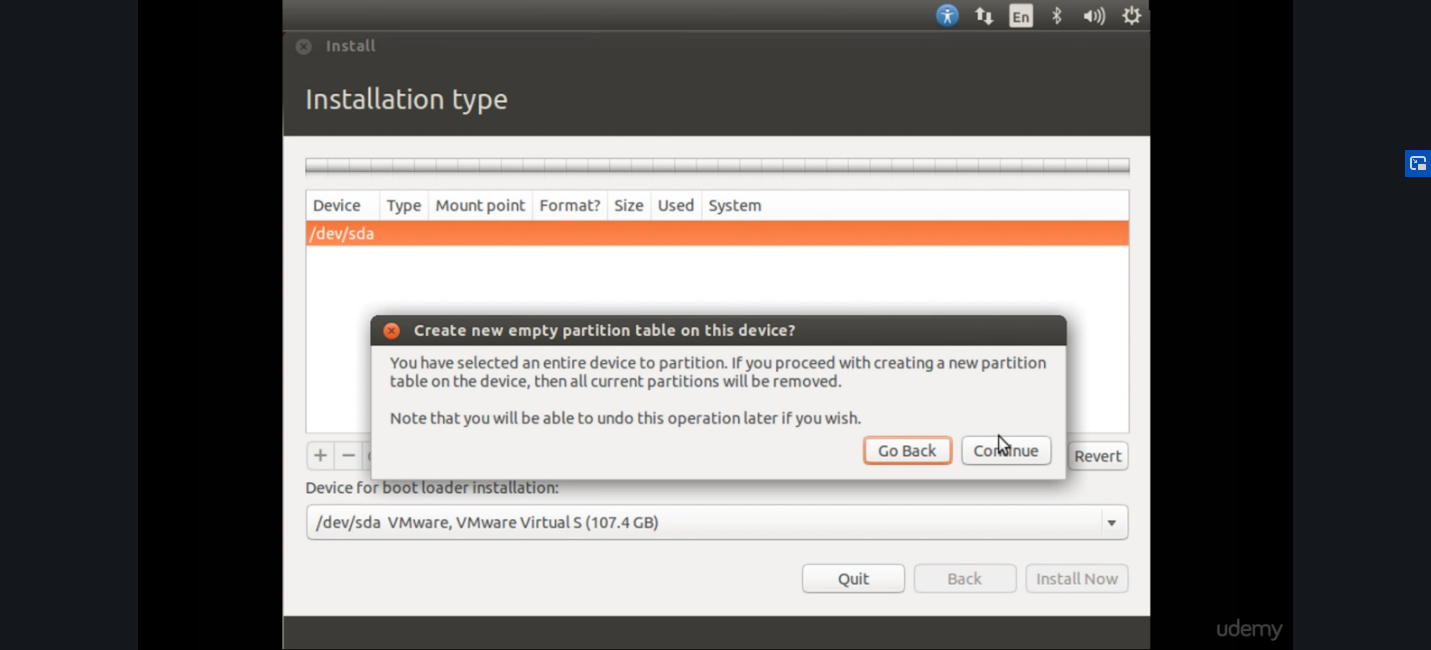 En
Install
Installation type
Device Type Mount point Format? Size Used System
/dev/sda
Create new empty partition table on this device?
You have selected an entire device to partition. If you proceed with creating a new partition
table on the device, then all current partitions will be removed.
Note that you will be able to undo this operation later if you wish.
Go Back Continue
+ − Revert
Device for boot loader installation:
/dev/sda VMware, VMware Virtual S (107.4 GB)
Quit Back Install Now
udemy